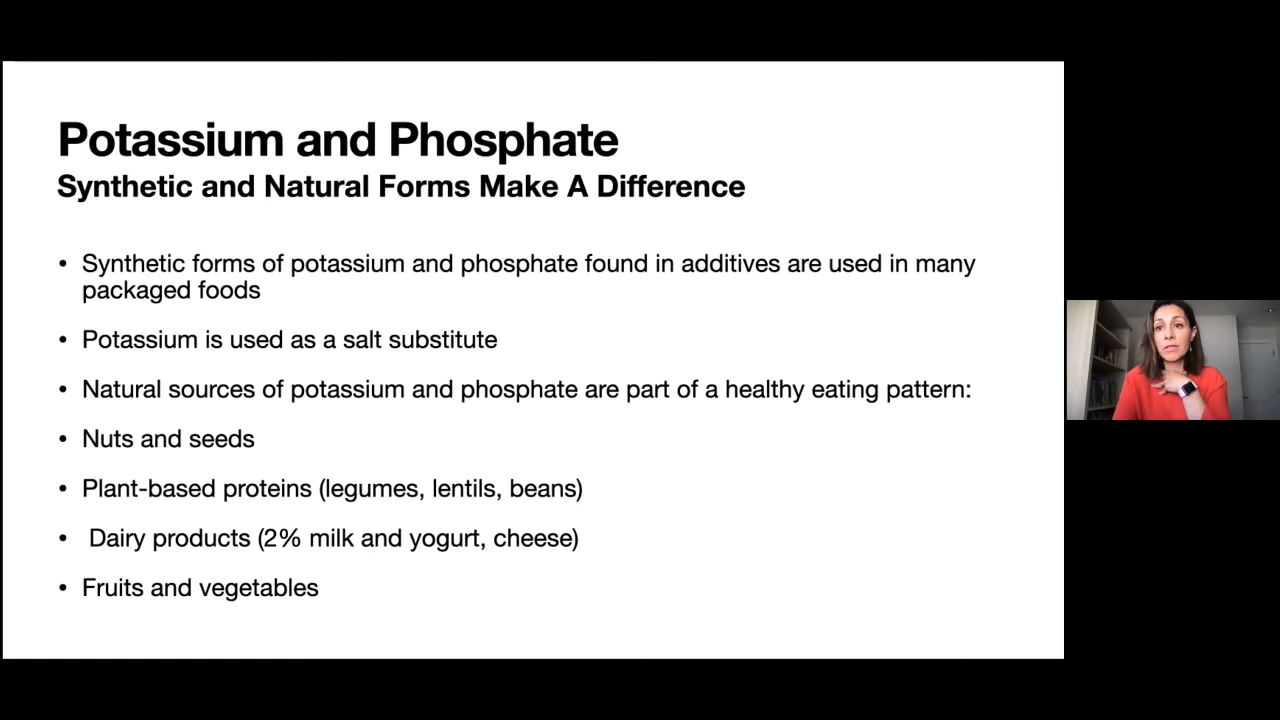 Potassium and Phosphate
Synthetic and Natural Forms Make A Difference
• Synthetic forms of potassium and phosphate found in additives are used in many
packaged foods
• Potassium is used as a salt substitute
• Natural sources of potassium and phosphate are part of a healthy eating pattern:
• Nuts and seeds
• Plant-based proteins (legumes, lentils, beans)
• Dairy products (2% milk and yogurt, cheese)
• Fruits and vegetables